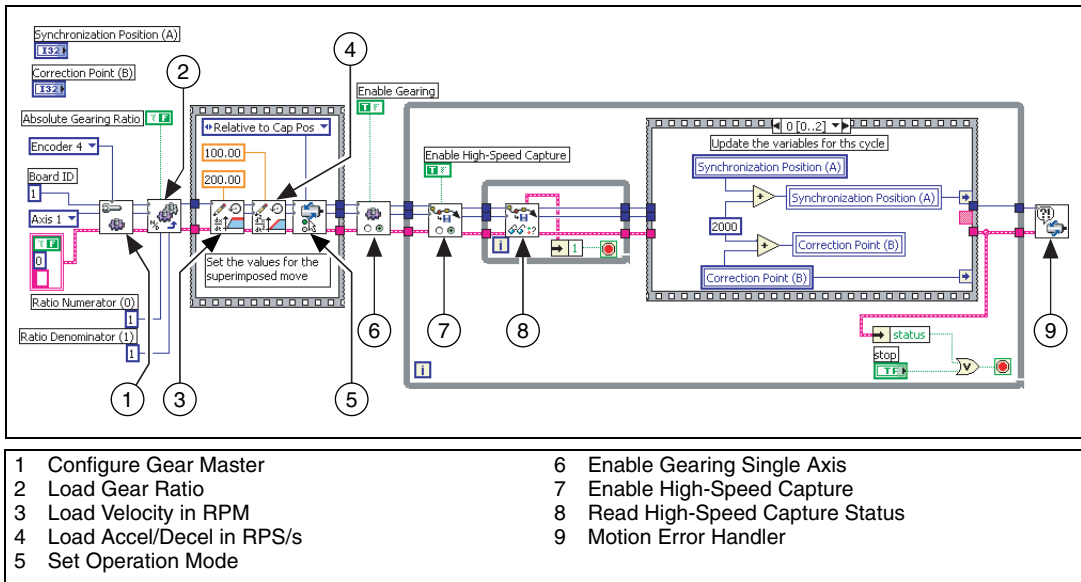 Synchronization Position (A)
I32
Correction Point (B)
I32
2
4
Absolute Gearing Ratio
F
Enable Gearing
T
Encoder 4
Relative to Cap Pos
0 [0..2]
Update the variables for ths cycle
100.00
Enable High-Speed Capture
T
Synchronization Position (A)
Board ID
1
200.00
Synchronization Position (A)
Axis 1
2000
F
0
Set the values for the
superimposed move
i
1
Correction Point (B)
Correction Point (B)
Ratio Numerator (0)
1
Ratio Denominator (1)
1
6
7
8
9
status
stop
TF
V
i
1
3
5
1 Configure Gear Master
2 Load Gear Ratio
3 Load Velocity in RPM
4 Load Accel/Decel in RPS/s
5 Set Operation Mode
6 Enable Gearing Single Axis
7 Enable High-Speed Capture
8 Read High-Speed Capture Status
9 Motion Error Handler